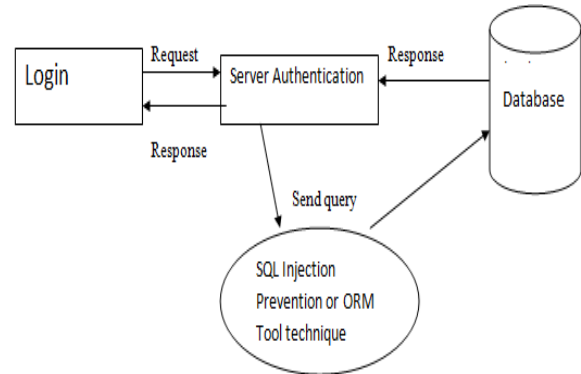 Login
Request
Response
Server Authentication
Response
Database
Send query
SQL Injection
Prevention or ORM
Tool technique